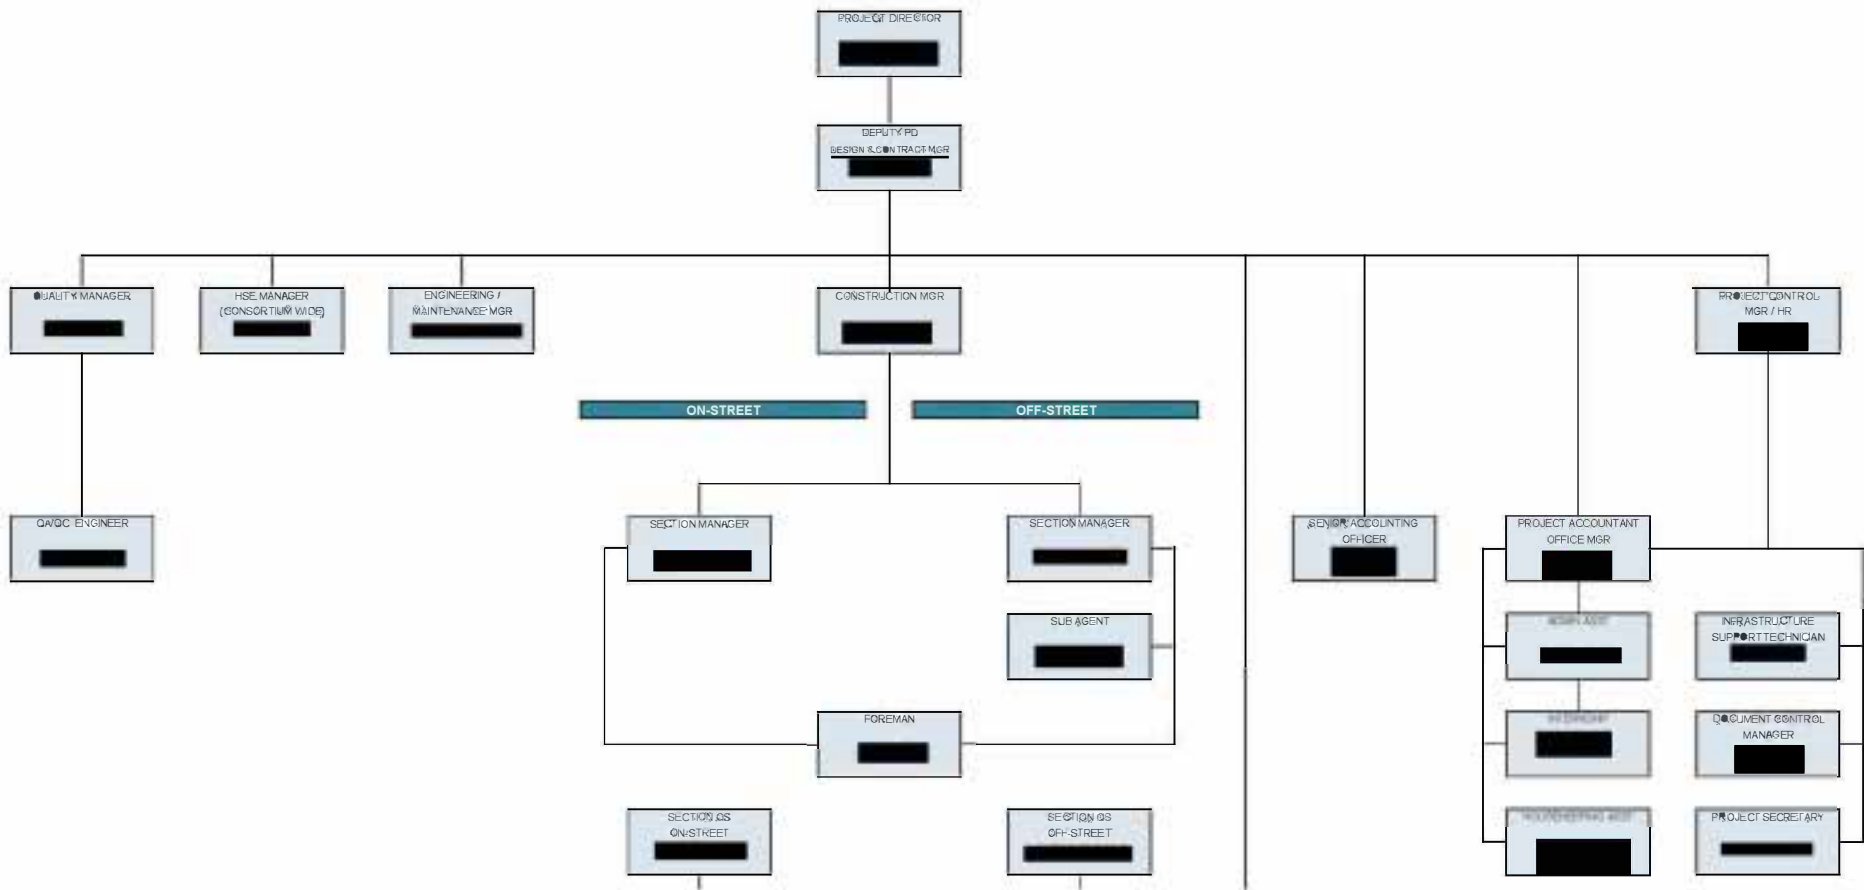 PROJECT DIRECTOR
DEPUTY PD
DESIGN & CONTRACT MGR
QUALITY MANAGER
HSE MANAGER
(CONSORTIUM WIDE)
ENGINEERING /
MAINTENANCE MGR
CONSTRUCTION MGR
PROJECT CONTROL
MGR / HR
ON-STREET
OFF-STREET
QA/QC ENGINEER
SECTION MANAGER
SECTION MANAGER
SENIOR ACCOUNTING
OFFICER
PROJECT ACCOUNTANT
OFFICE MGR
SUB AGENT
ADMIN ASST
INFRASTRUCTURE
SUPPORT TECHNICIAN
FOREMAN
DOCUMENT CONTROL
MANAGER
SECTION QS
ON-STREET
SECTION QS
OFF-STREET
PROJECT SECRETARY